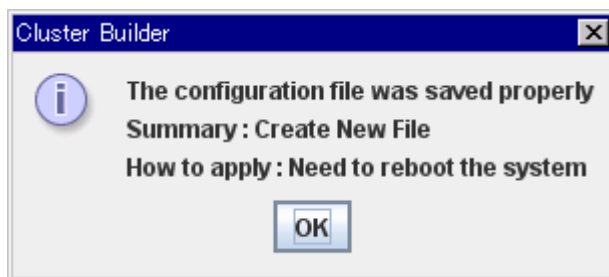 Cluster Builder
The configuration file was saved properly
Summary : Create New File
How to apply : Need to reboot the system
OK